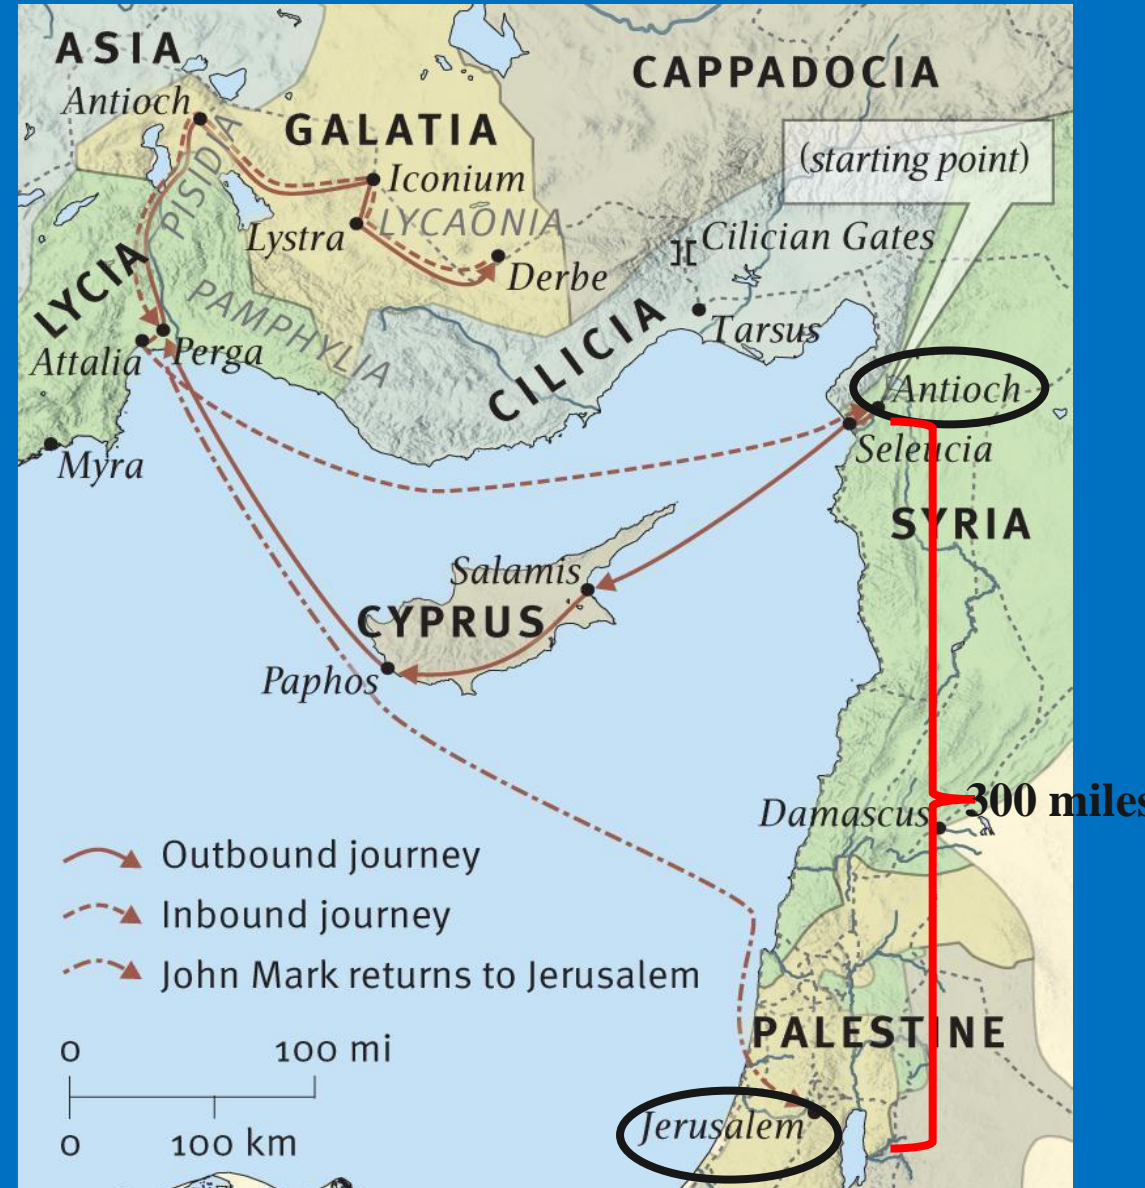 ASIA
CAPPADOCIA
Antioch
GALATIA
(starting point)
PISIDIA
Iconium
LYCAONIA
Lystra
Cilician Gates
Derbe
LYCIA
PAMPHYLIA
CILICIA
Tarsus
Attalia
Perga
Antioch
Myra
Seleucia
SYRIA
Salamis
CYPRUS
Paphos
Damascus
300 miles
Outbound journey
Inbound journey
John Mark returns to Jerusalem
PALESTINE
0 100 mi
0 100 km
Jerusalem